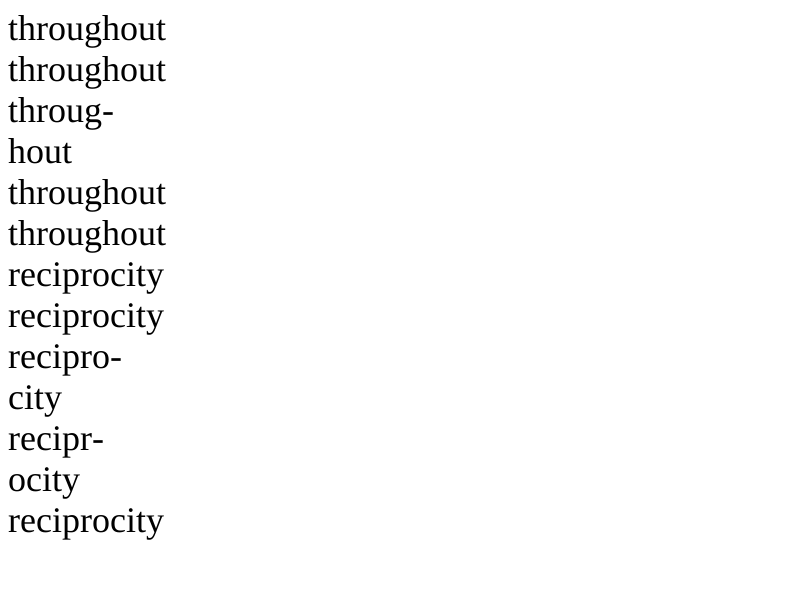 throughout
throughout
throug-
hout
throughout
throughout
reciprocity
reciprocity
recipro-
city
recipr-
ocity
reciprocity